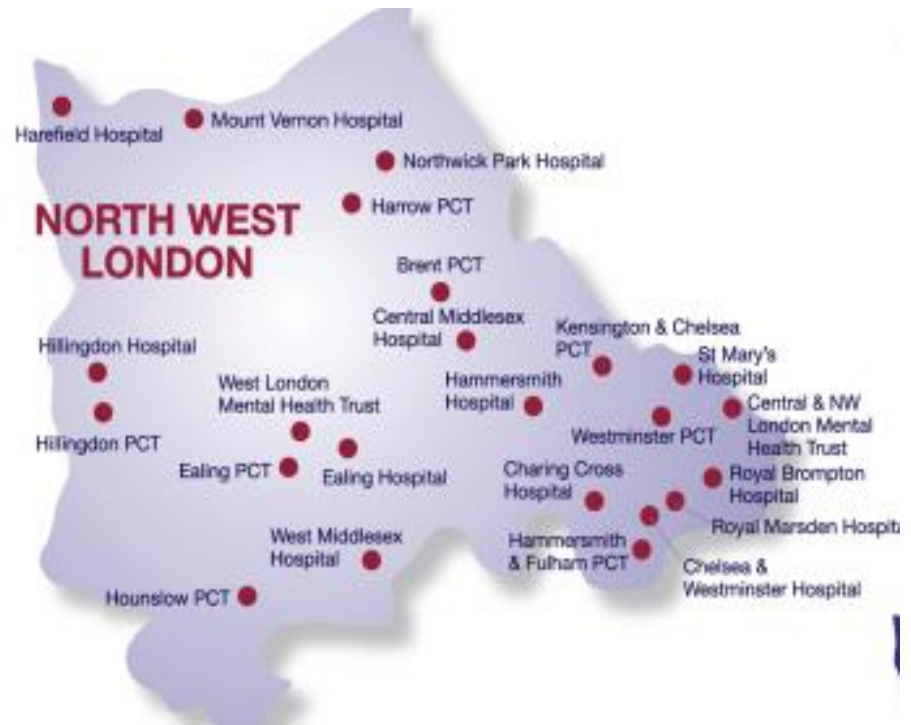 Harefield Hospital
Mount Vernon Hospital
Northwick Park Hospital
Harrow PCT
NORTH WEST
LONDON
Brent PCT
Central Middlesex
Hospital
Kensington & Chelsea
PCT
St Mary's
Hospital
Hillingdon Hospital
Hillingdon PCT
West London
Mental Health Trust
Hammersmith
Hospital
Central & NW
London Mental
Health Trust
Westminster PCT
Ealing PCT
Ealing Hospital
Charing Cross
Hospital
Royal Brompton
Hospital
Royal Marsden Hospita
West Middlesex
Hospital
Hammersmith
& Fulham PCT
Chelsea &
Westminster Hospital
Hounslow PCT